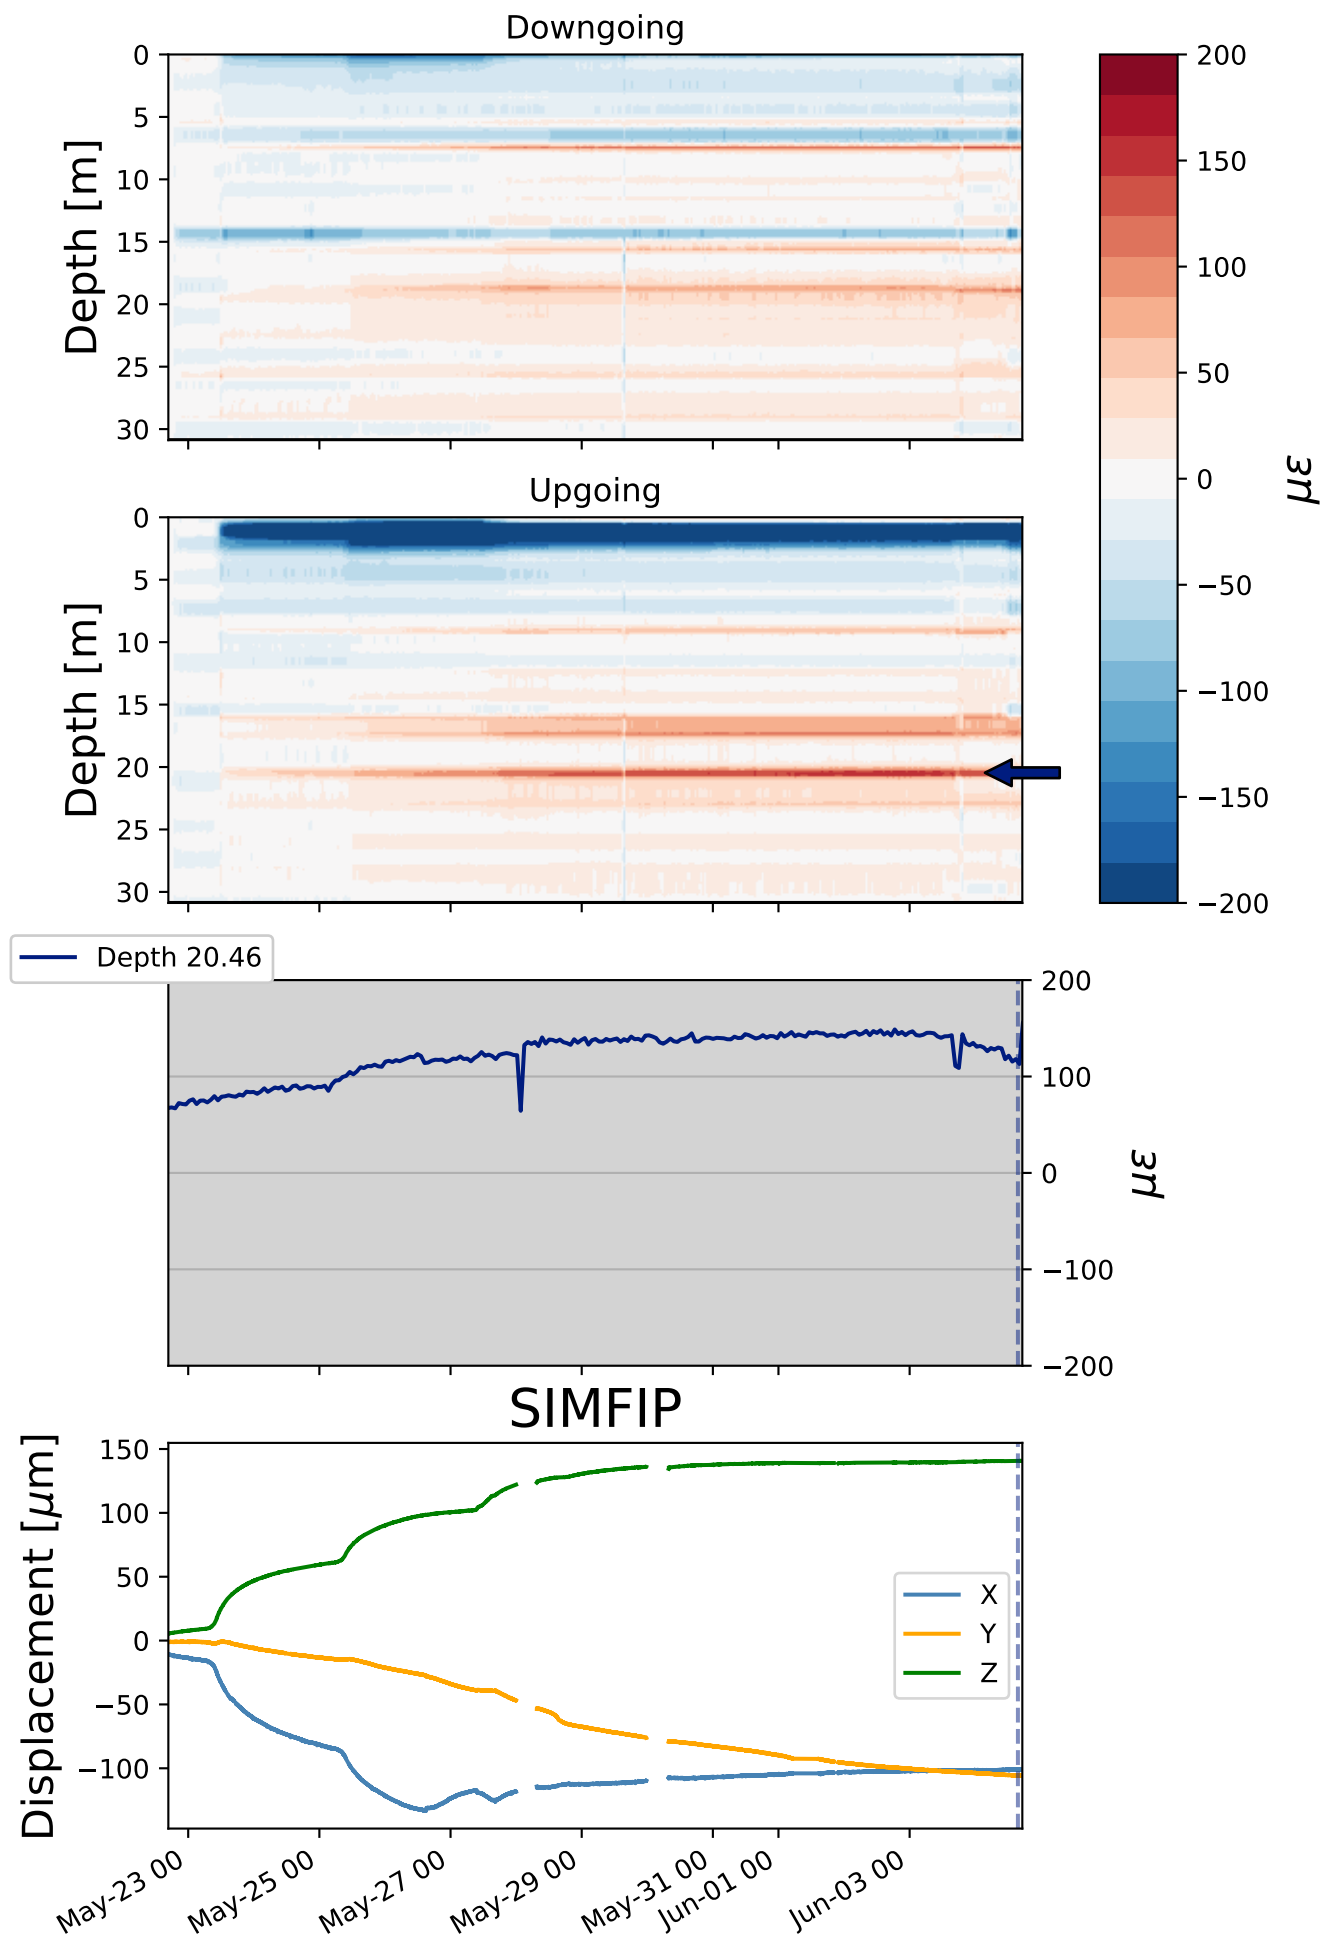 Downgoing
0
5
10
15
20
25
30
Depth [m]
200
150
100
50
0
−50
−100
−150
−200
με
Upgoing
0
5
10
15
20
25
30
Depth [m]
Depth 20.46
200
100
0
−100
−200
με
SIMFIP
150
100
50
0
−50
−100
Displacement [μm]
X
Y
Z
May-23 00
May-25 00
May-27 00
May-29 00
May-31 00
Jun-01 00
Jun-03 00